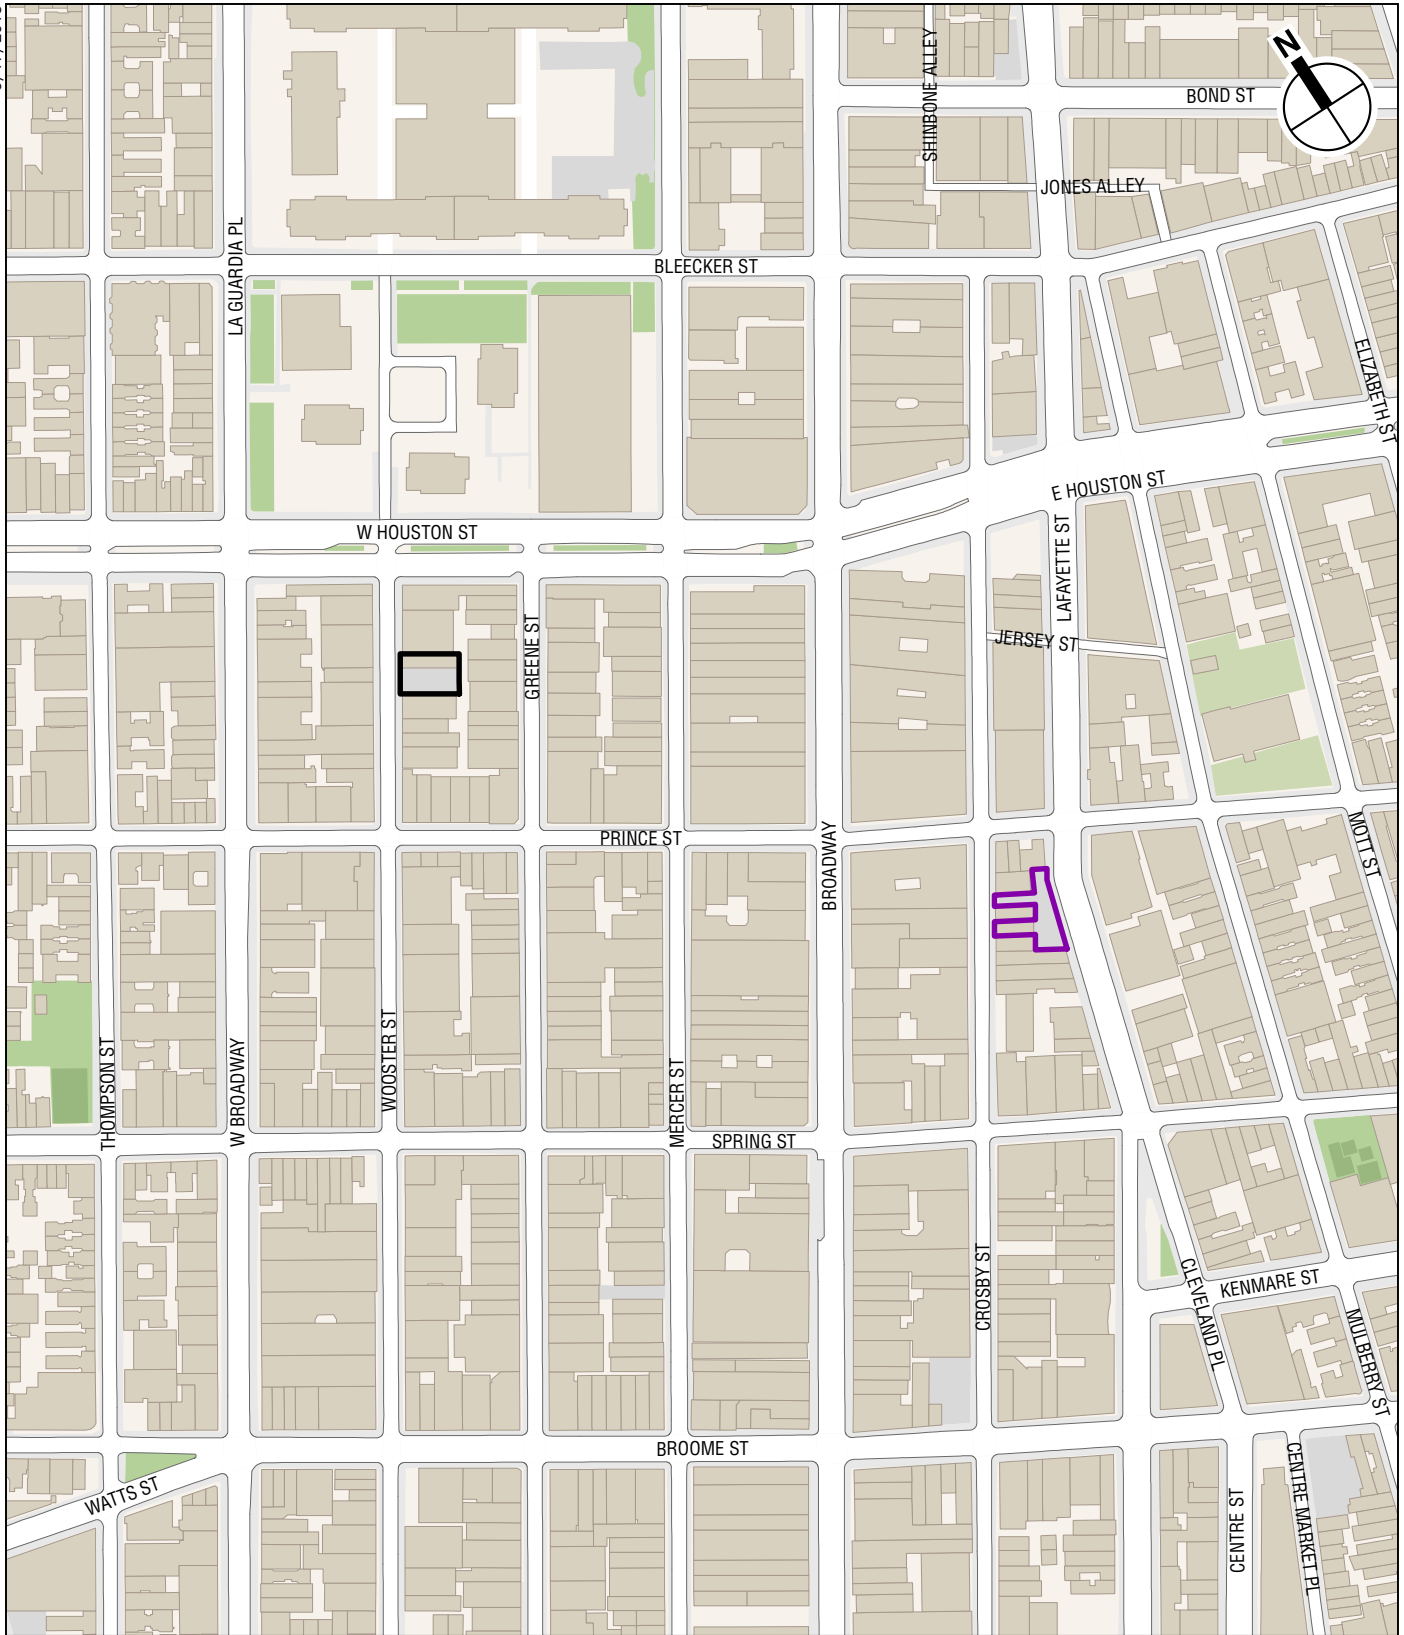 N
BOND ST
SHINBONE ALLEY
JONES ALLEY
LA GUARDIA PL
BLEECKER ST
ELIZABETH ST
E HOUSTON ST
W HOUSTON ST
LAFAYETTE ST
JERSEY ST
GREENE ST
PRINCE ST
BROADWAY
MOTT ST
THOMPSON ST
W BROADWAY
WOOSTER ST
MERCER ST
SPRING ST
CROSBY ST
CLEVELAND PL
KENMARE ST
MULBERRY ST
BROOME ST
WATTS ST
CENTRE ST
CENTRE MARKET PL